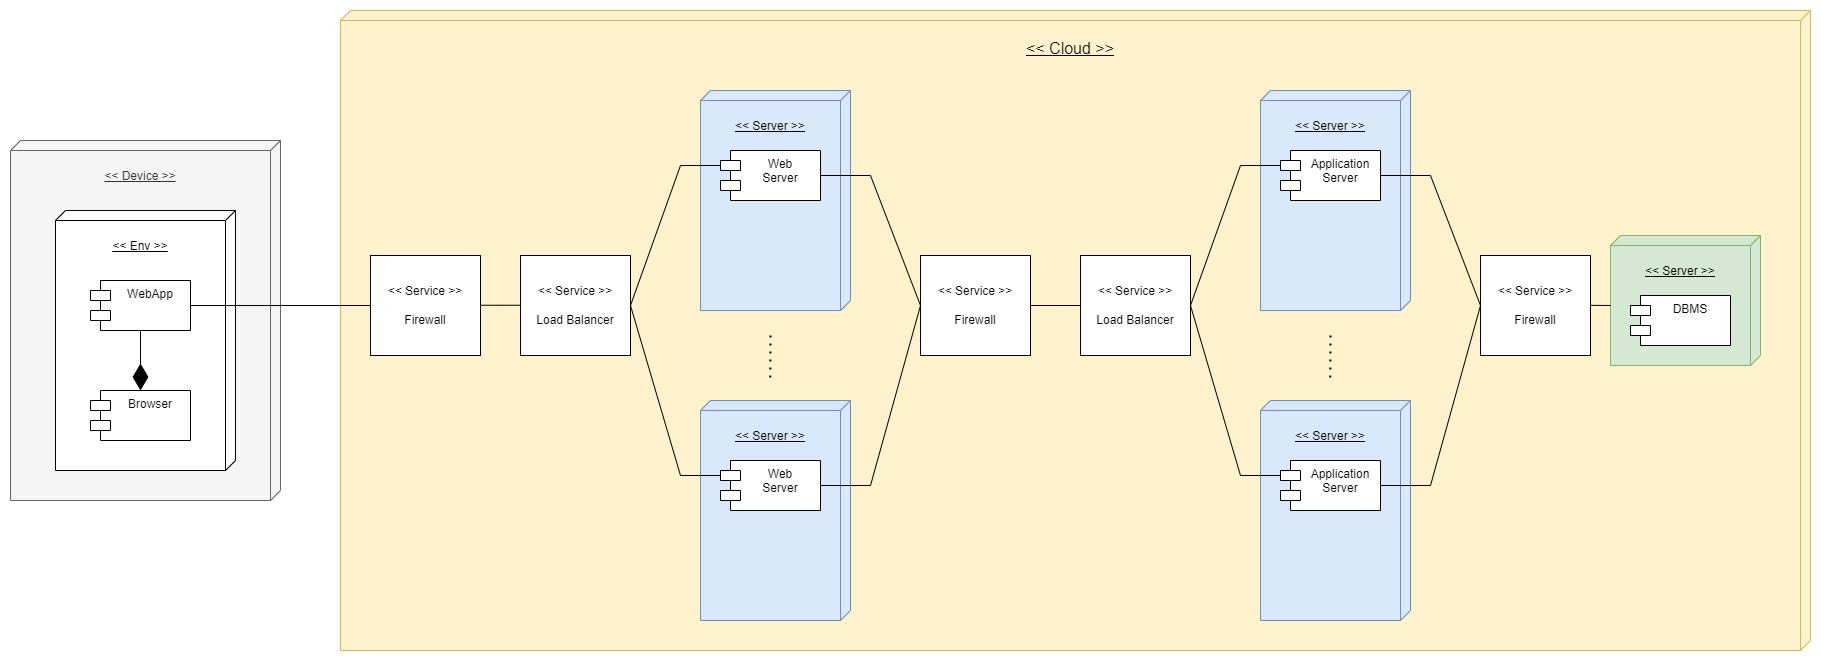 << Cloud >>
<< Device >>
<< Env >>
WebApp
Browser
<< Service >>
Firewall
<< Service >>
Load Balancer
<< Server >>
Web
Server
<< Server >>
Web
Server
<< Service >>
Firewall
<< Service >>
Load Balancer
<< Server >>
Application
Server
<< Server >>
Application
Server
<< Service >>
Firewall
<< Server >>
DBMS